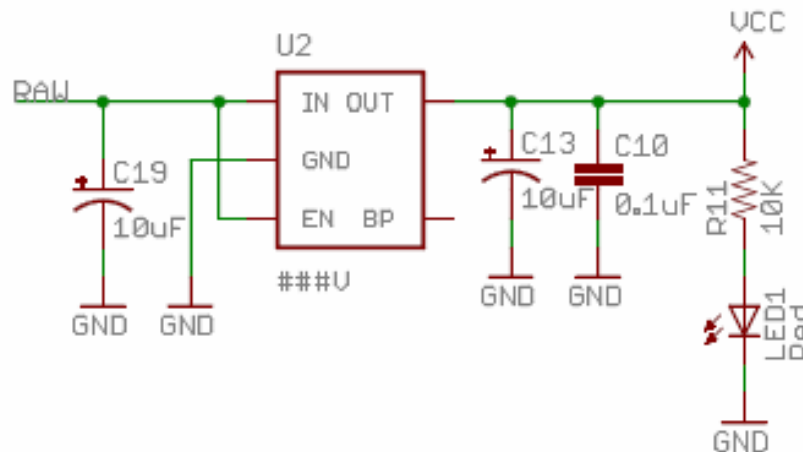 VCC
U2
RAW
IN OUT
GND
EN BP
###V
C19
10uF
GND
GND
C13
10uF
GND
C10
0.1uF
GND
R11
10K
LED1
Red
GND